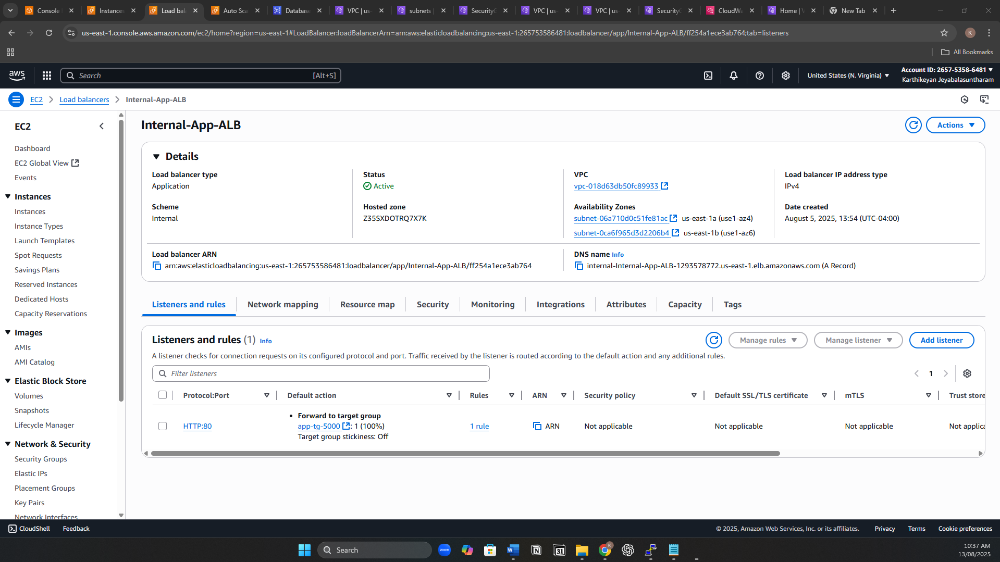 Console
Instances
Load bal
Auto Sca
Database
VPC | us-
subnets |
SecurityG
VPC | us-
VPC | us-
SecurityG
CloudWa
Home | V
New Tab
us-east-1.console.aws.amazon.com/ec2/home?region=us-east-1#LoadBalancer:loadBalancerArn=arn:aws:elasticloadbalancing:us-east-1:265753586481:loadbalancer/app/Internal-App-ALB/ff254a1ece3ab764;tab=listeners
K
All Bookmarks
aws
Search
[Alt+S]
United States (N. Virginia)
Account ID: 2657-5358-6481
Karthikeyan Jeyabalasuntharam
EC2
Load balancers
Internal-App-ALB
EC2
Dashboard
EC2 Global View
Events
Instances
Instances
Instance Types
Launch Templates
Spot Requests
Savings Plans
Reserved Instances
Dedicated Hosts
Capacity Reservations
Images
AMIs
AMI Catalog
Elastic Block Store
Volumes
Snapshots
Lifecycle Manager
Network & Security
Security Groups
Elastic IPs
Placement Groups
Key Pairs
Network Interfaces
Internal-App-ALB
Actions
Details
Load balancer type
Application
Status
Active
VPC
vpc-018d63db50fc89933
Load balancer IP address type
IPv4
Scheme
Internal
Hosted zone
Z35SXDOTRQ7X7K
Availability Zones
subnet-06a710d0c51fe81ac us-east-1a (use1-az4)
subnet-0ca6f965d3d2206b4 us-east-1b (use1-az6)
Date created
August 5, 2025, 13:54 (UTC-04:00)
Load balancer ARN
arn:aws:elasticloadbalancing:us-east-1:265753586481:loadbalancer/app/Internal-App-ALB/ff254a1ece3ab764
DNS name Info
internal-Internal-App-ALB-1293578772.us-east-1.elb.amazonaws.com (A Record)
Listeners and rules
Network mapping
Resource map
Security
Monitoring
Integrations
Attributes
Capacity
Tags
Listeners and rules (1) Info
Manage rules
Manage listener
Add listener
A listener checks for connection requests on its configured protocol and port. Traffic received by the listener is routed according to the default action and any additional rules.
Filter listeners
1
Protocol:Port
Default action
Rules
ARN
Security policy
Default SSL/TLS certificate
mTLS
Trust store
HTTP:80
Forward to target group
app-tg-5000 : 1 (100%)
Target group stickiness: Off
1 rule
ARN
Not applicable
Not applicable
Not applicable
Not applica
CloudShell
Feedback
© 2025, Amazon Web Services, Inc. or its affiliates.
Privacy
Terms
Cookie preferences
Search
zoom
31
10:37 AM
13/08/2025